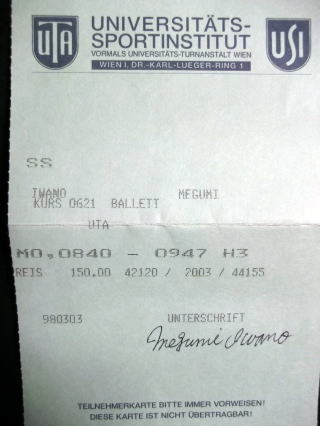 UTA
UNIVERSITÄTS-
SPORTINSTITUT
VORMALS UNIVERSITÄTS-TURNANSTALT WIEN
WIEN I, DR.-KARL-LUEGER-RING 1
USI
SS
IWANO MEGUMI
KURS 0621 BALLETT
UTA
MO,0840 - 0947 H3
REIS 150.00 42120 / 2003 / 44155
980303 UNTERSCHRIFT
Megumi Iwano
TEILNEHMERKARTE BITTE IMMER VORWEISEN!
DIESE KARTE IST NICHT ÜBERTRAGBAR!